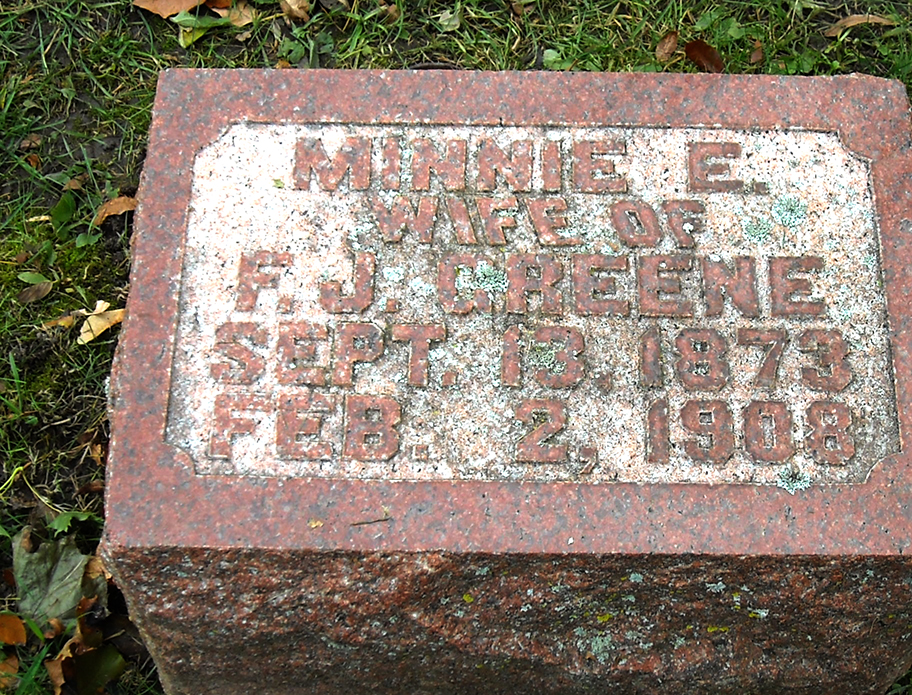 MINNIE E.
WIFE OF
F. J. GREENE
SEPT. 13, 1873
FEB. 2, 1908